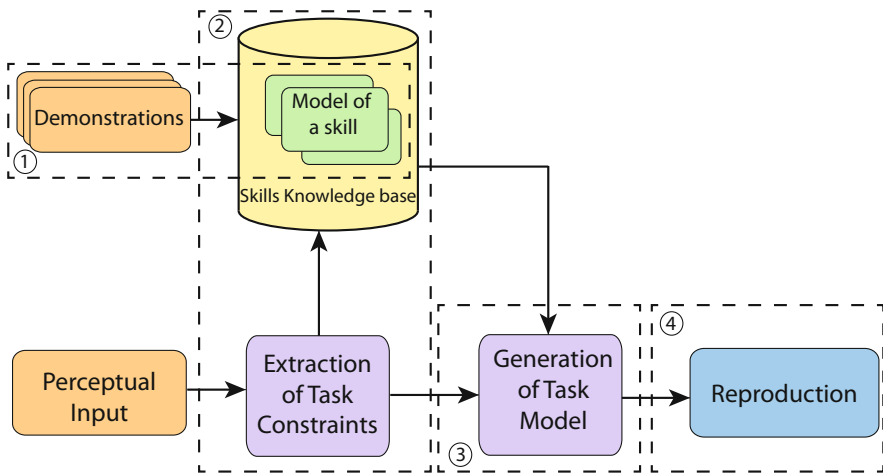 ②
Demonstrations
①
Model of
a skill
Skills Knowledge base
Perceptual
Input
Extraction
of Task
Constraints
Generation
of Task
Model
③
④
Reproduction